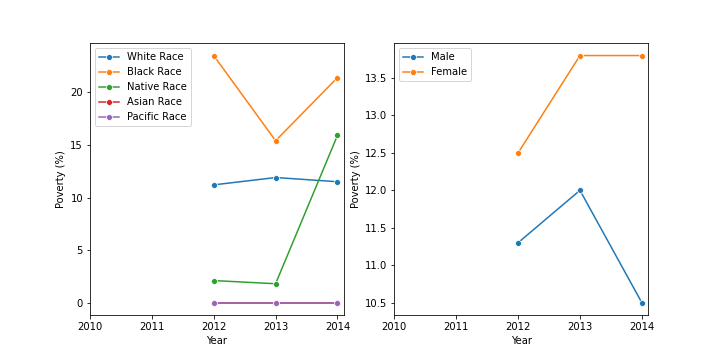 White Race
Black Race
Native Race
Asian Race
Pacific Race
Poverty (%)
20
15
10
5
0
2010 2011 2012 2013 2014
Year
Male
Female
Poverty (%)
13.5
13.0
12.5
12.0
11.5
11.0
10.5
2010 2011 2012 2013 2014
Year